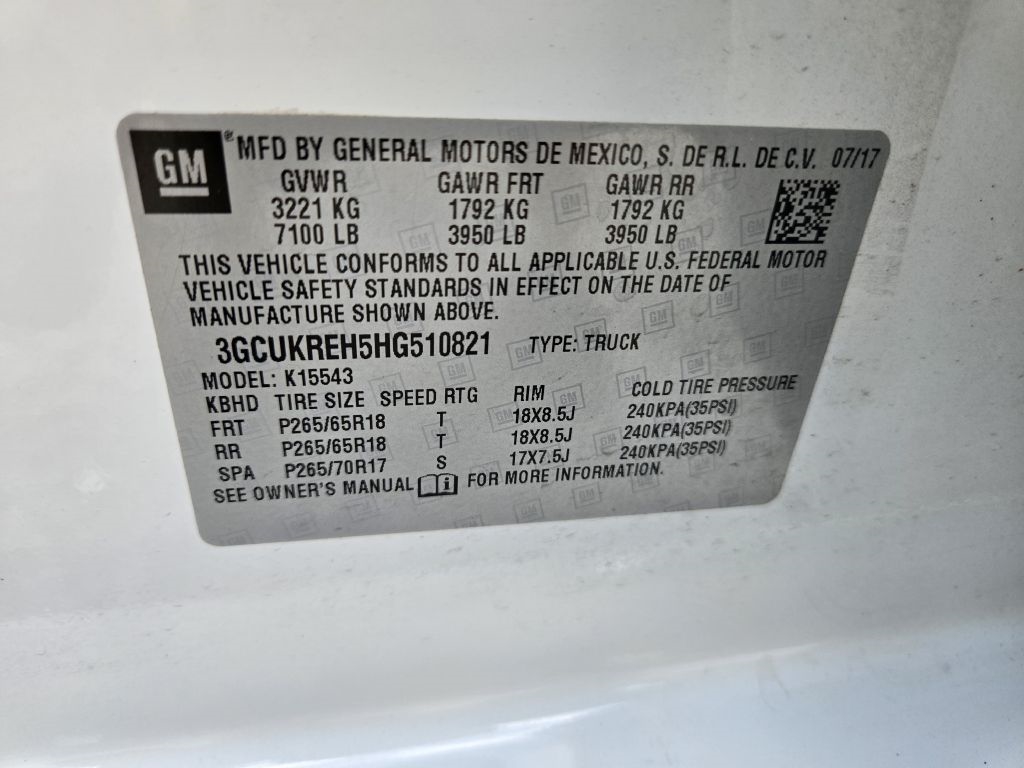 GM ® MFD BY GENERAL MOTORS DE MEXICO, S. DE R.L. DE C.V. 07/17
GVWR GAWR FRT GAWR RR
3221 KG 1792 KG 1792 KG
7100 LB 3950 LB 3950 LB
THIS VEHICLE CONFORMS TO ALL APPLICABLE U.S. FEDERAL MOTOR
VEHICLE SAFETY STANDARDS IN EFFECT ON THE DATE OF
MANUFACTURE SHOWN ABOVE.
3GCUKREH5HG510821 TYPE: TRUCK
MODEL: K15543
KBHD TIRE SIZE SPEED RTG RIM COLD TIRE PRESSURE
FRT P265/65R18 T 18X8.5J 240KPA(35PSI)
RR P265/65R18 T 18X8.5J 240KPA(35PSI)
SPA P265/70R17 S 17X7.5J 240KPA(35PSI)
SEE OWNER'S MANUAL i FOR MORE INFORMATION.